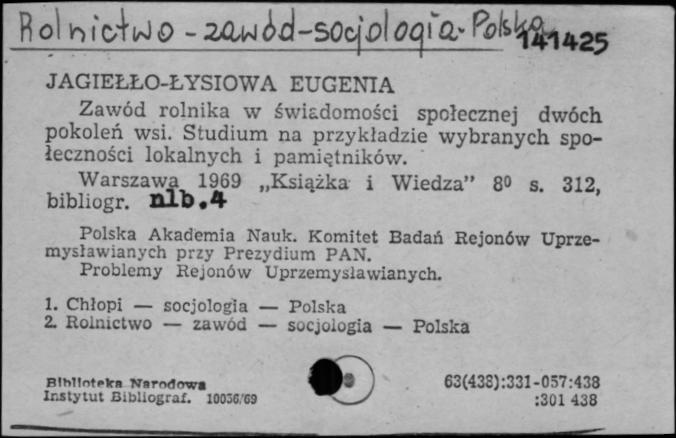 Rolnictwo - zawód - socjologia - Polska
141425
JAGIEŁŁO-ŁYSIOWA EUGENIA
Zawód rolnika w świadomości społecznej dwóch
pokoleń wsi. Studium na przykładzie wybranych spo-
łeczności lokalnych i pamiętników.
Warszawa 1969 „Książka i Wiedza” 8⁰ s. 312,
bibliogr. nlb. 4
Polska Akademia Nauk. Komitet Badań Rejonów Uprze-
mysławianych przy Prezydium PAN.
Problemy Rejonów Uprzemysławianych.
1. Chłopi — socjologia — Polska
2. Rolnictwo — zawód — socjologia — Polska
Biblioteka Narodowa
Instytut Bibliograf. 10056/69
63(438):331-057:438
:301 438